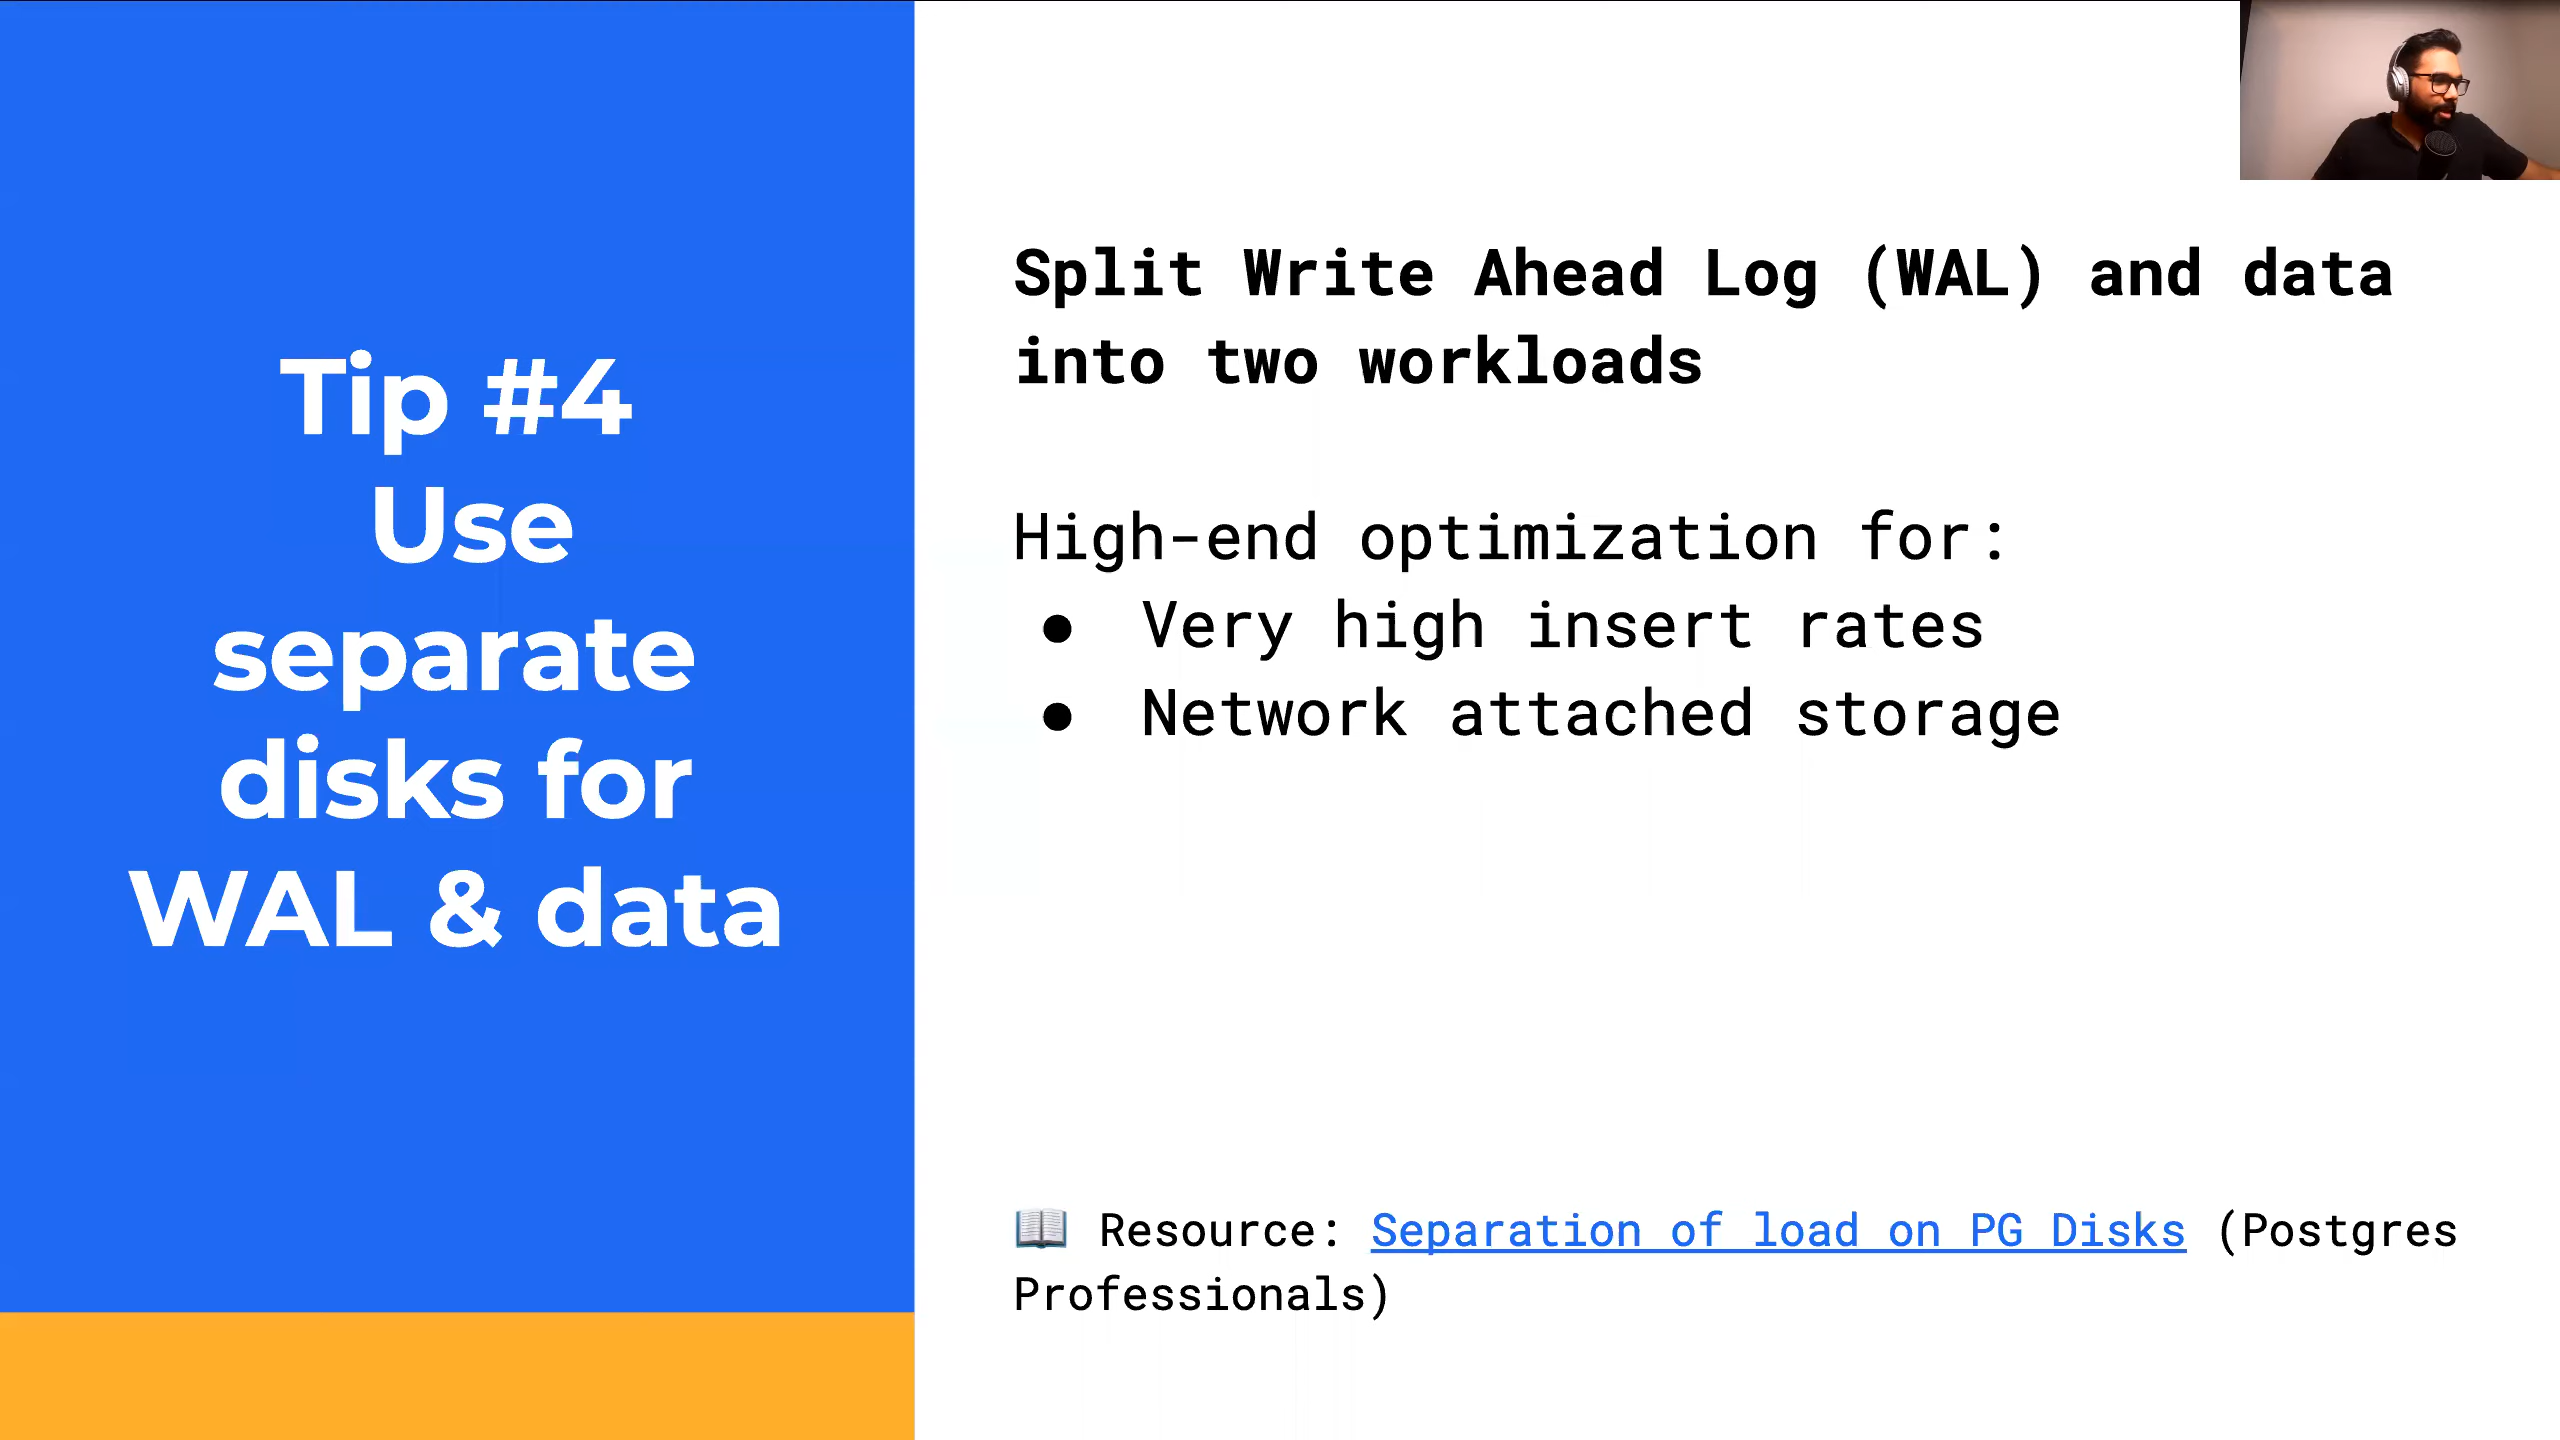 Tip #4
Use
separate
disks for
WAL & data
Split Write Ahead Log (WAL) and data
into two workloads
High-end optimization for:
● Very high insert rates
● Network attached storage
📖 Resource: Separation of load on PG Disks (Postgres
Professionals)